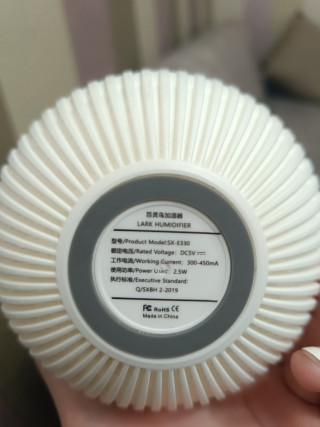 百灵鸟加湿器
LARK HUMIDIFIER
型号/Product Model:SX-E330
额定电压/Rated Voltage: DC5V
工作电流/Working Current: 300-450mA
使用功率/Power Used: 2.5W
执行标准/Executive Standard:
Q/SXBH 2-2019
FC RoHS CE
Made in China